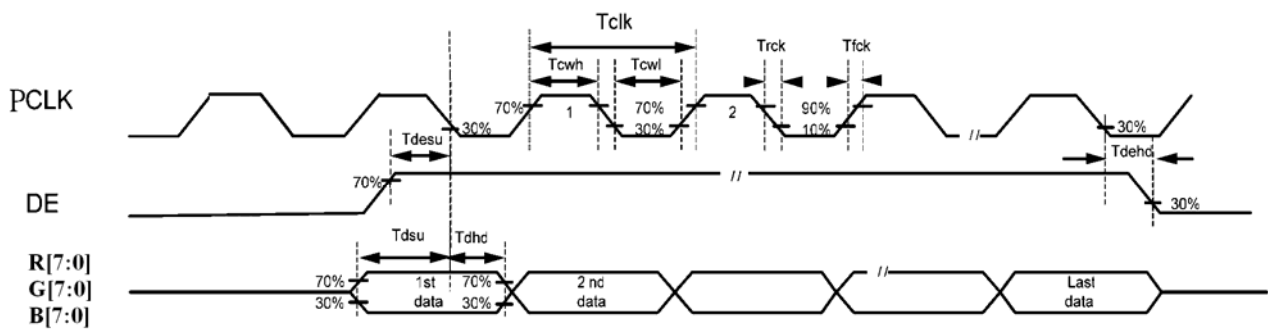 Tclk
Trck Tfck
Tcwh Tcwl
PCLK
70% 1 70% 2 90%
30% 30% 10% // 30%
Tdesu Tdehd
70% //
DE 30%
Tdsu Tdhd
R[7:0] //
70% 1st 70% 2 nd Last
G[7:0]
30% data 30% data data
B[7:0]